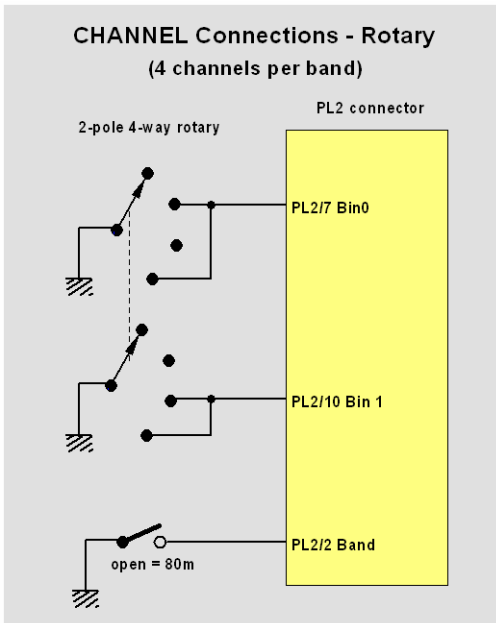 CHANNEL Connections - Rotary
(4 channels per band)
PL2 connector
2-pole 4-way rotary
PL2/7 Bin0
PL2/10 Bin 1
PL2/2 Band
open = 80m